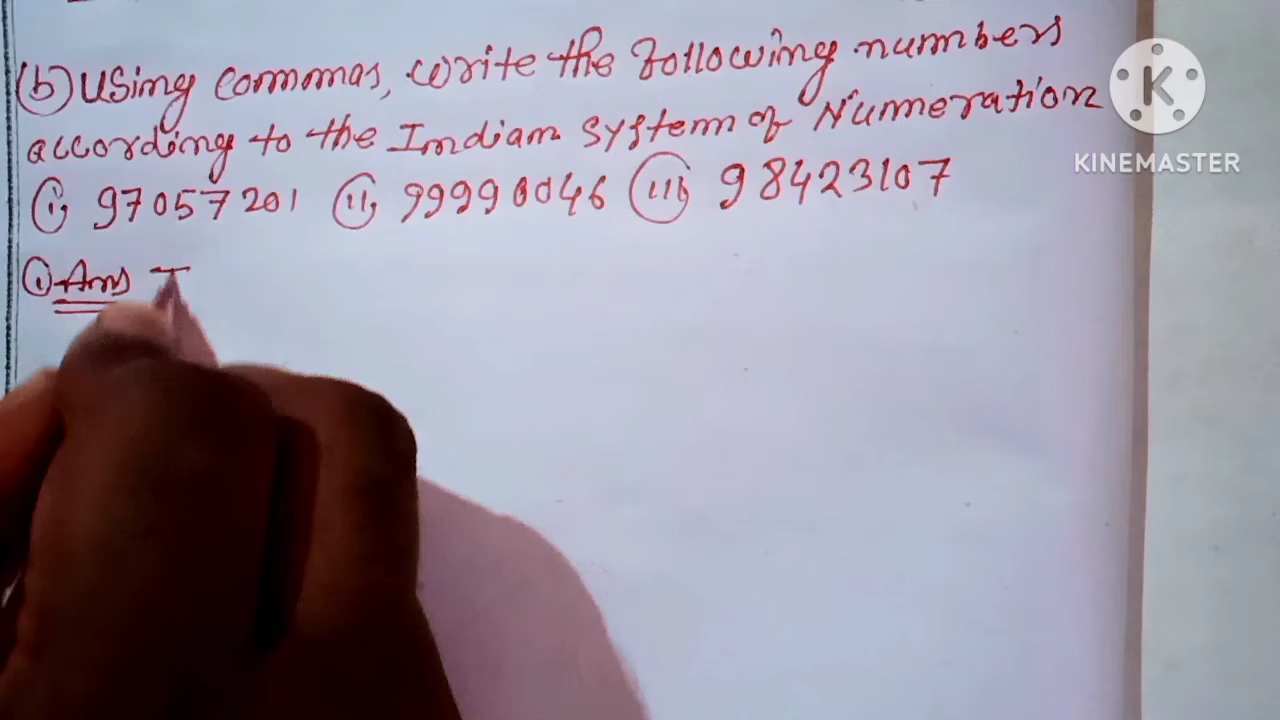 (b) Using commas, write the following numbers
according to the Indian System of Numeration
(i) 97057201 (ii) 99990046 (iii) 98423107
(i) Ans
K
KINEMASTER